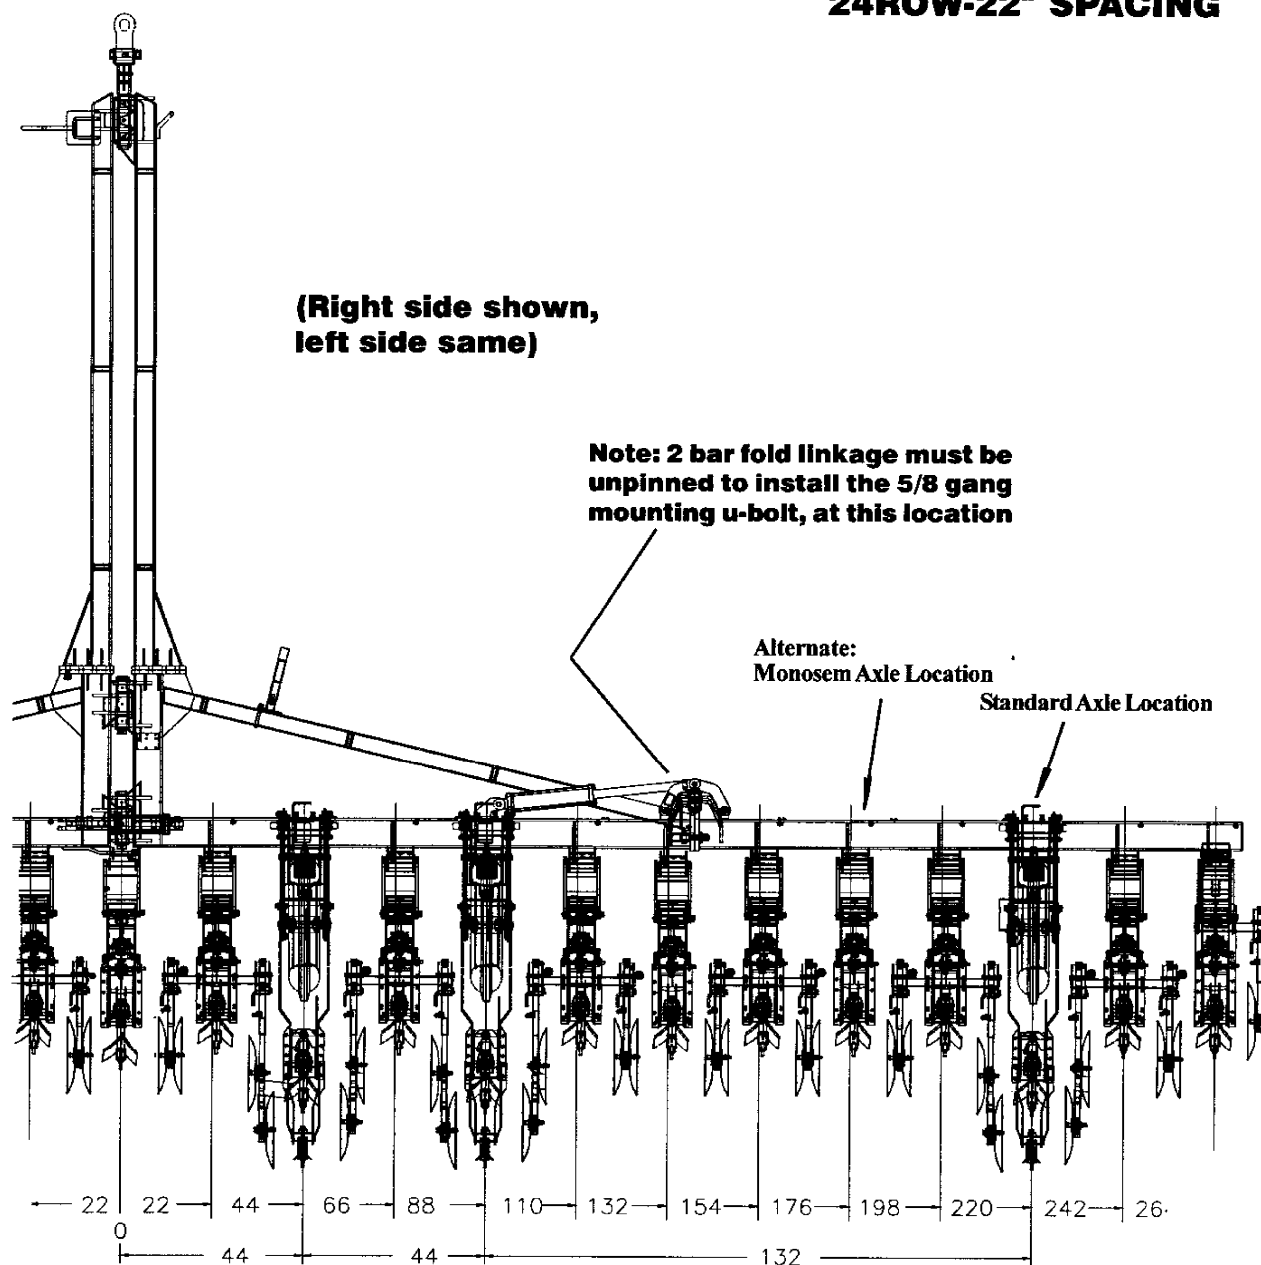 24ROW-22" SPACING
(Right side shown,
left side same)
Note: 2 bar fold linkage must be
unpinned to install the 5/8 gang
mounting u-bolt, at this location
Alternate:
Monosem Axle Location
Standard Axle Location
22 22 44 66 88 110 132 154 176 198 220 242 26
0
44 44 132